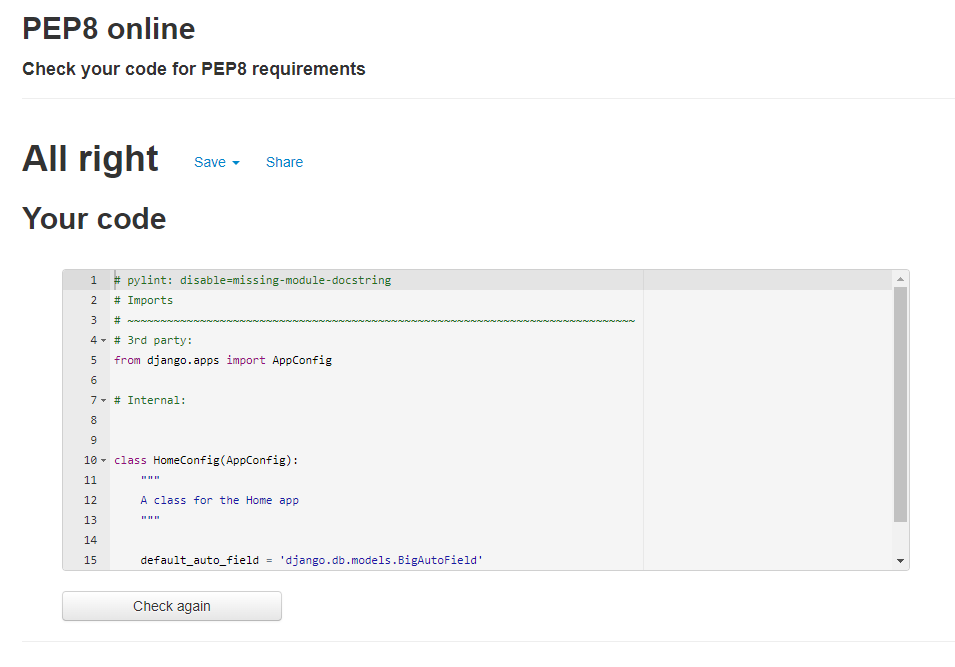 PEP8 online
Check your code for PEP8 requirements
All right Save Share
Your code
1 # pylint: disable=missing-module-docstring
2 # Imports
3 # ~~~~~~~~~~~~~~~~~~~~~~~~~~~~~~~~~~~~~~~~~~~~~~~~~~~~~~~~~~~~~~~~~~~~~~~~~~~~~
4 # 3rd party:
5 from django.apps import AppConfig
6
7 # Internal:
8
9
10 class HomeConfig(AppConfig):
11 """
12 A class for the Home app
13 """
14
15 default_auto_field = 'django.db.models.BigAutoField'
Check again